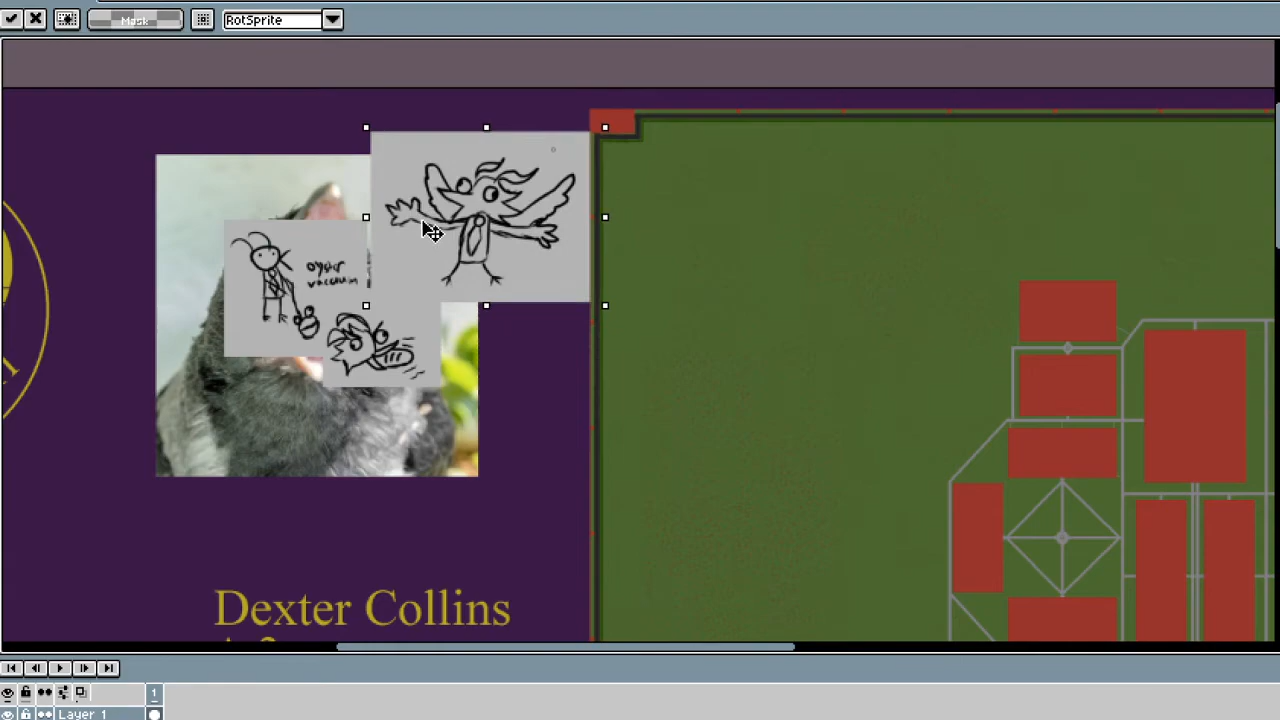 Mask
RotSprite
oyster
vacuum
Dexter Collins
1
Layer 1